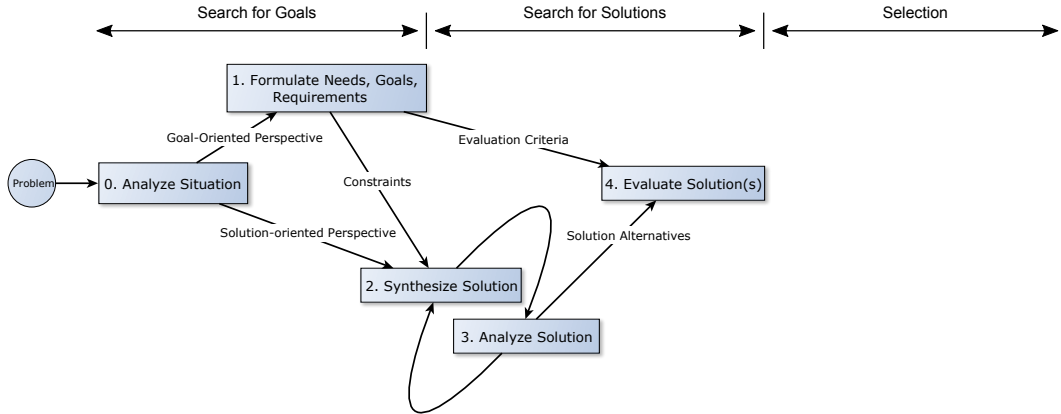 Search for Goals
Search for Solutions
Selection
1. Formulate Needs, Goals,
Requirements
Goal-Oriented Perspective
Evaluation Criteria
Problem
0. Analyze Situation
Constraints
4. Evaluate Solution(s)
Solution-oriented Perspective
Solution Alternatives
2. Synthesize Solution
3. Analyze Solution